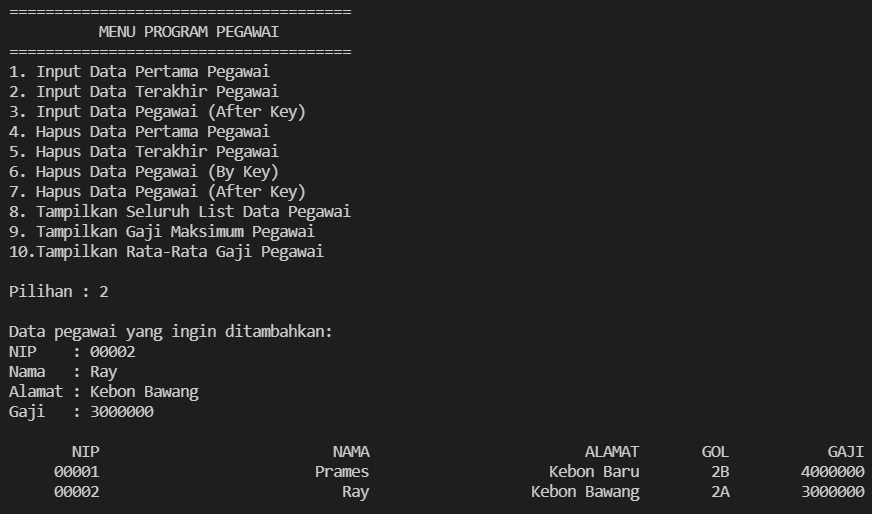 ======================================
MENU PROGRAM PEGAWAI
======================================
1. Input Data Pertama Pegawai
2. Input Data Terakhir Pegawai
3. Input Data Pegawai (After Key)
4. Hapus Data Pertama Pegawai
5. Hapus Data Terakhir Pegawai
6. Hapus Data Pegawai (By Key)
7. Hapus Data Pegawai (After Key)
8. Tampilkan Seluruh List Data Pegawai
9. Tampilkan Gaji Maksimum Pegawai
10.Tampilkan Rata-Rata Gaji Pegawai
Pilihan : 2
Data pegawai yang ingin ditambahkan:
NIP    : 00002
Nama   : Ray
Alamat : Kebon Bawang
Gaji   : 3000000
NIP NAMA ALAMAT GOL GAJI
00001 Prames Kebon Baru 2B 4000000
00002 Ray Kebon Bawang 2A 3000000